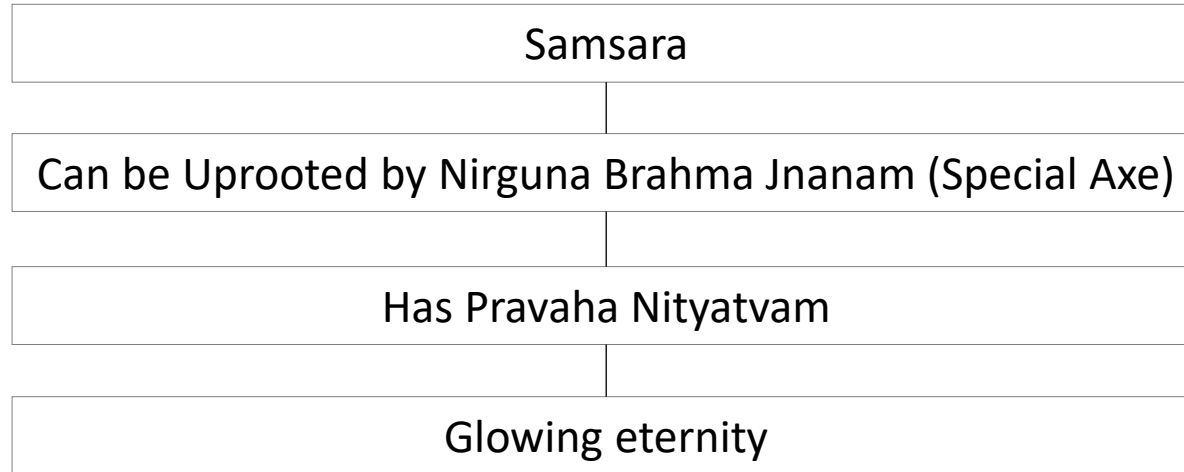 Samsara
Can be Uprooted by Nirguna Brahma Jnanam (Special Axe)
Has Pravaha Nityatvam
Glowing eternity